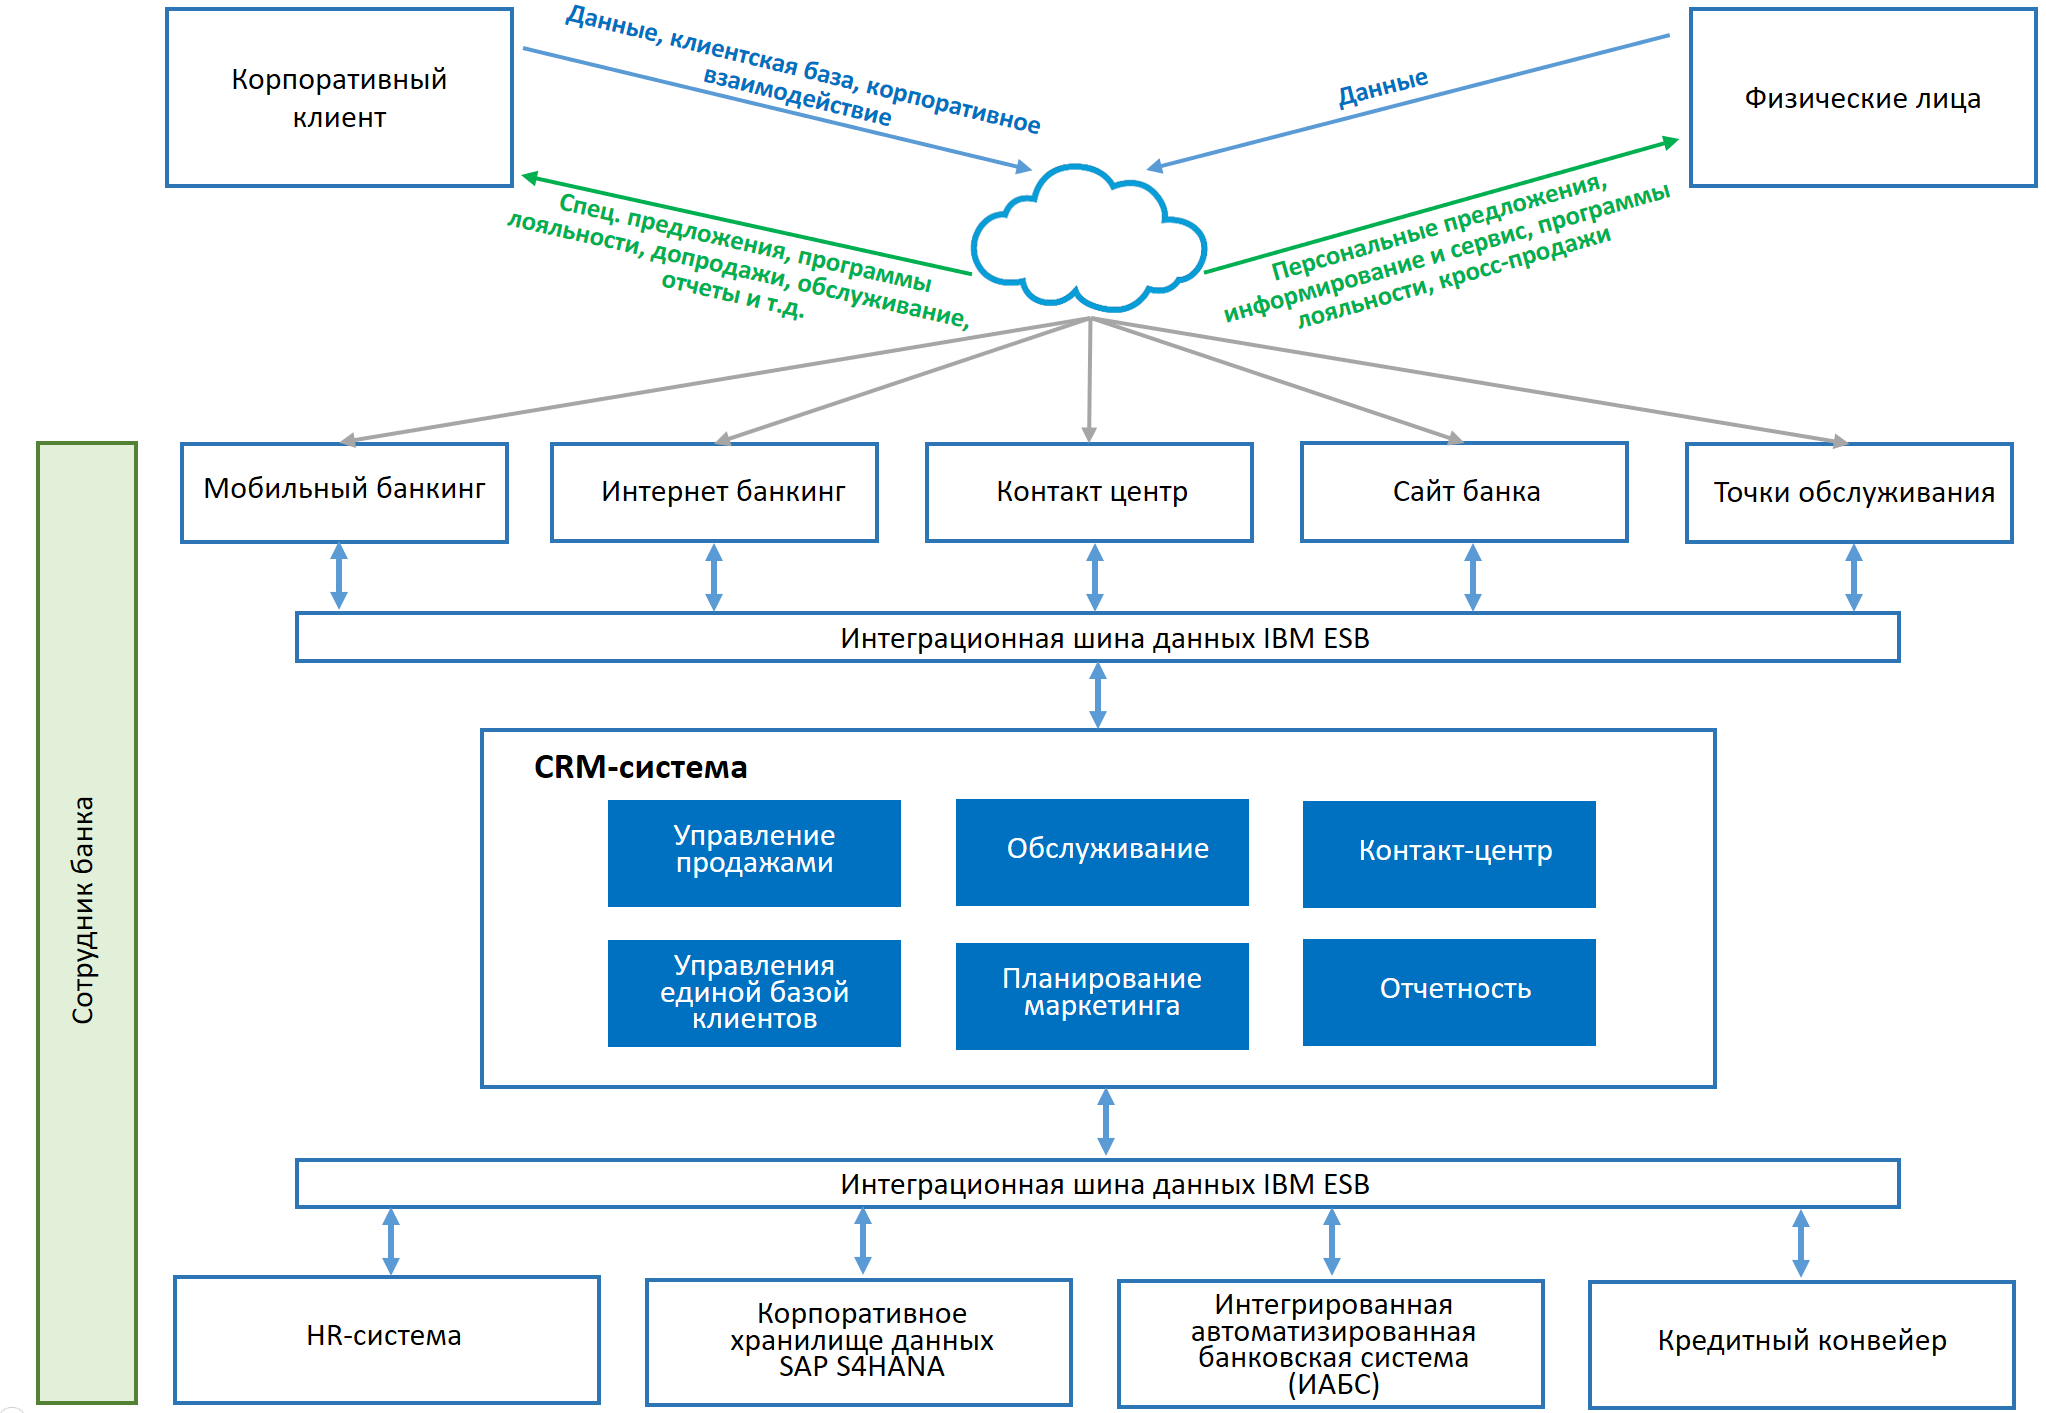 Корпоративный
клиент
Данные, клиентская база, корпоративное
взаимодействие
Данные
Физические лица
Спец. предложения, программы
лояльности, допродажи, обслуживание,
отчеты и т.д.
Персональные предложения,
информирование и сервис, программы
лояльности, кросс-продажи
Мобильный банкинг
Интернет банкинг
Контакт центр
Сайт банка
Точки обслуживания
Интеграционная шина данных IBM ESB
Сотрудник банка
CRM-система
Управление
продажами
Обслуживание
Контакт-центр
Управления
единой базой
клиентов
Планирование
маркетинга
Отчетность
Интеграционная шина данных IBM ESB
HR-система
Корпоративное
хранилище данных
SAP S4HANA
Интегрированная
автоматизированная
банковская система
(ИАБС)
Кредитный конвейер